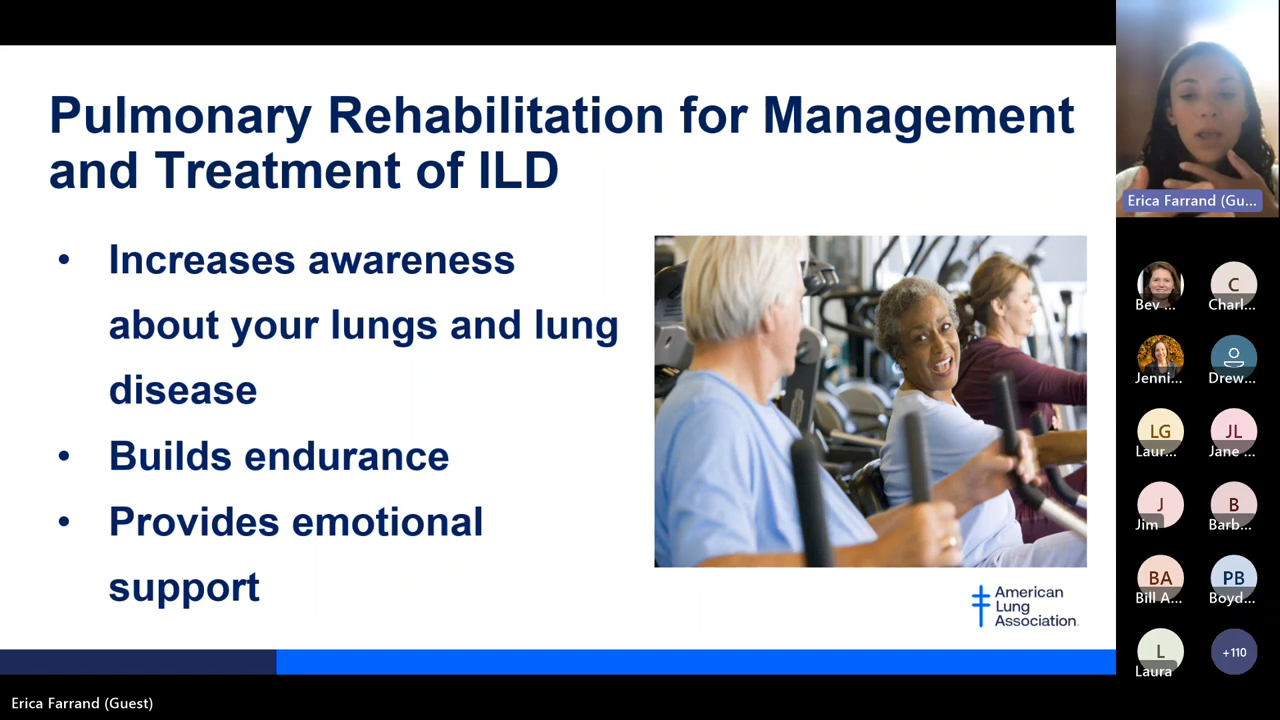 Pulmonary Rehabilitation for Management
and Treatment of ILD
• Increases awareness
about your lungs and lung
disease
• Builds endurance
• Provides emotional
support
American
Lung
Association.
Erica Farrand (Gu...
Bev ...
C
Charl...
Jenni...
Drew...
LG
Laur...
JL
Jane ...
J
Jim
B
Barb...
BA
Bill A...
PB
Boyd...
L
Laura
+110
Erica Farrand (Guest)